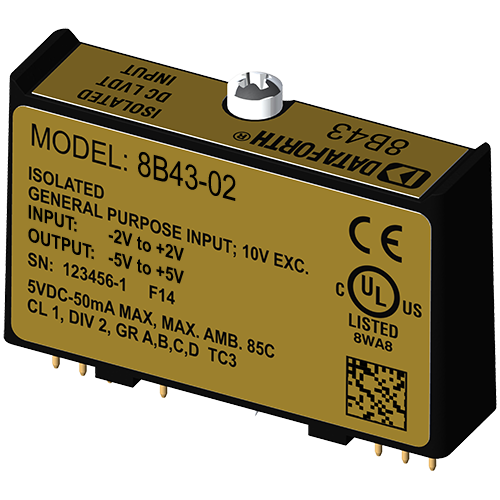 ISOLATED
DC LVDT
INPUT
DATAFORTH®
8B43
MODEL: 8B43-02
ISOLATED
GENERAL PURPOSE INPUT; 10V EXC.
INPUT: -2V to +2V
OUTPUT: -5V to +5V
SN: 123456-1 F14
5VDC-50mA MAX, MAX. AMB. 85C
CL 1, DIV 2, GR A,B,C,D TC3
CE
C UL US
LISTED
8WA8